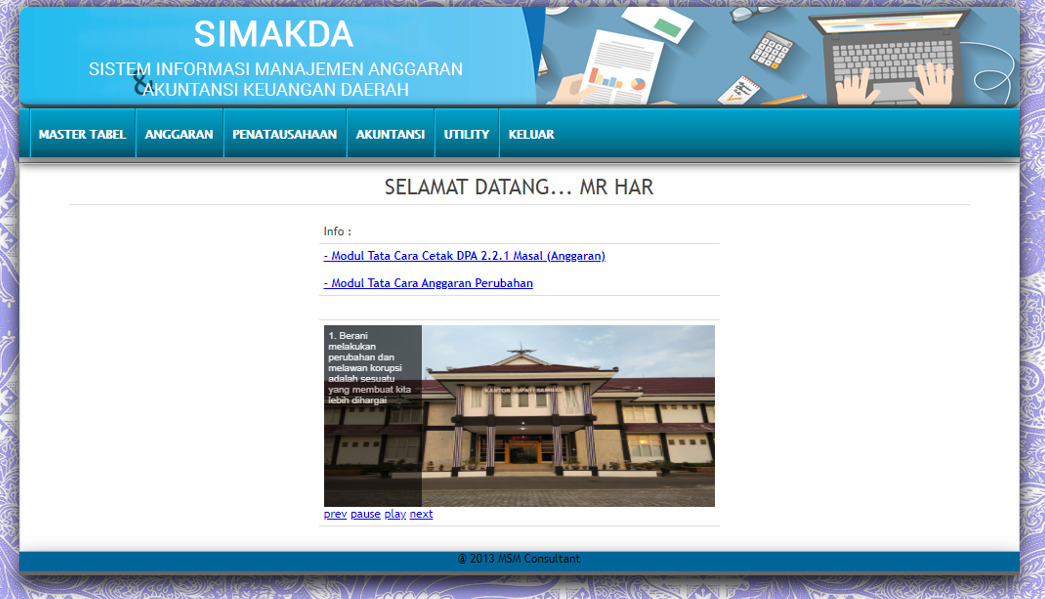 SIMAKDA
SISTEM INFORMASI MANAJEMEN ANGGARAN
& AKUNTANSI KEUANGAN DAERAH
MASTER TABEL ANGGARAN PENATAUSAHAAN AKUNTANSI UTILITY KELUAR
SELAMAT DATANG... MR HAR
Info :
- Modul Tata Cara Cetak DPA 2.2.1 Masal (Anggaran)
- Modul Tata Cara Anggaran Perubahan
1. Berani
melakukan
perubahan dan
melawan korupsi
adalah sesuatu
yang membuat kita
lebih dihargai
KANTOR BUPATI
prev pause play next
@ 2013 MSM Consultant